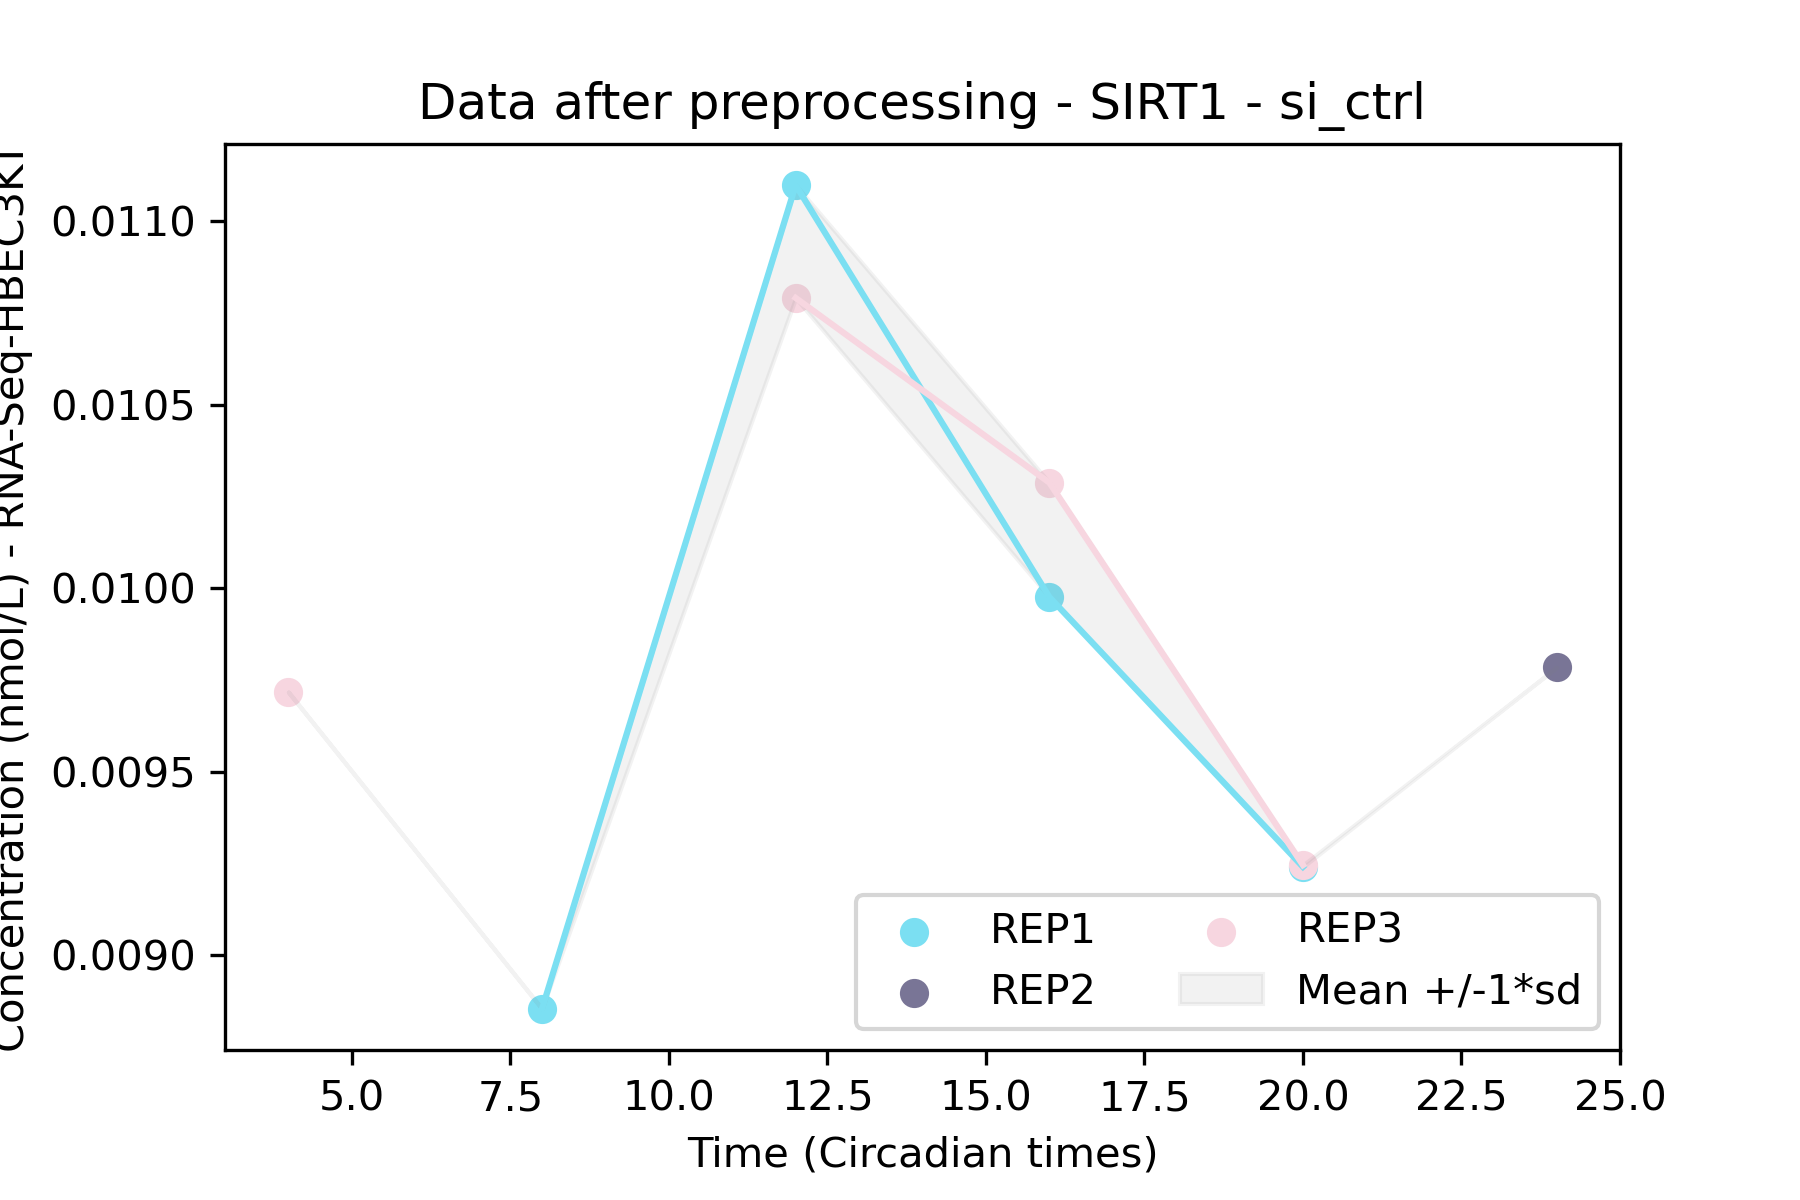 Data after preprocessing - SIRT1 - si_ctrl
Concentration (nmol/L) - RNA-Seq-HBEC3KT
0.0110
0.0105
0.0100
0.0095
0.0090
REP1
REP2
REP3
Mean +/-1*sd
5.0 7.5 10.0 12.5 15.0 17.5 20.0 22.5 25.0
Time (Circadian times)